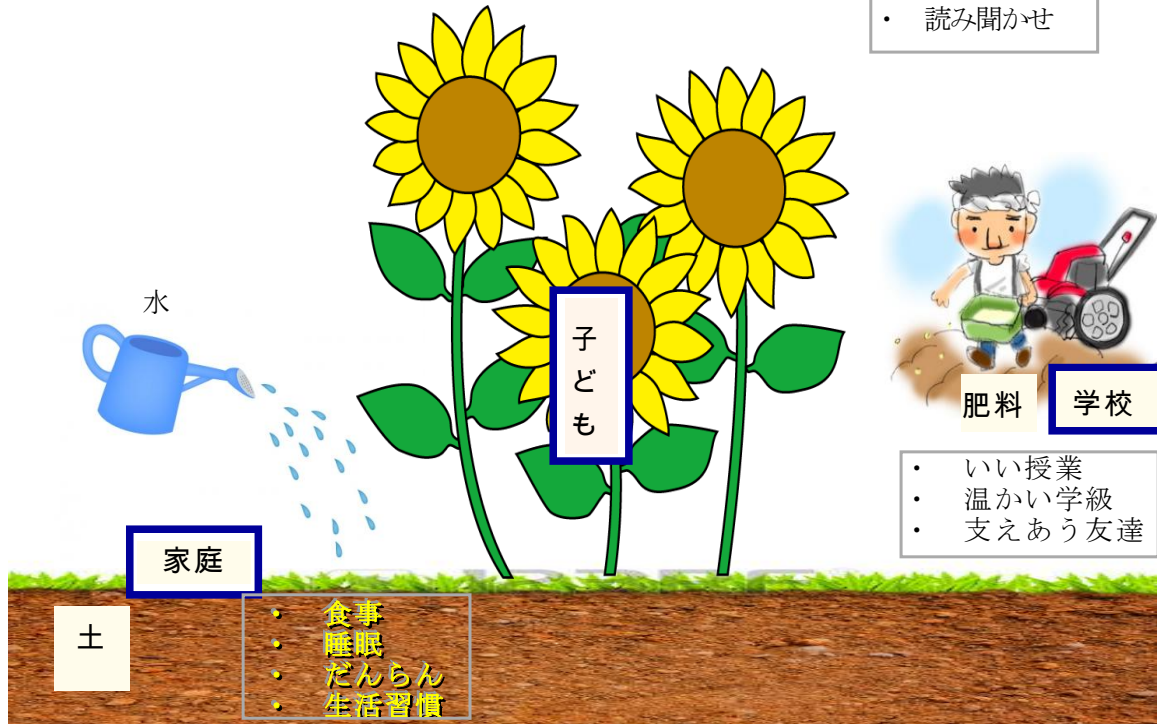 ・ 読み聞かせ
水
子
ど
も
肥料
学校
・ いい授業
・ 温かい学級
・ 支えあう友達
家庭
土
・ 食事
・ 睡眠
・ だんらん
・ 生活習慣